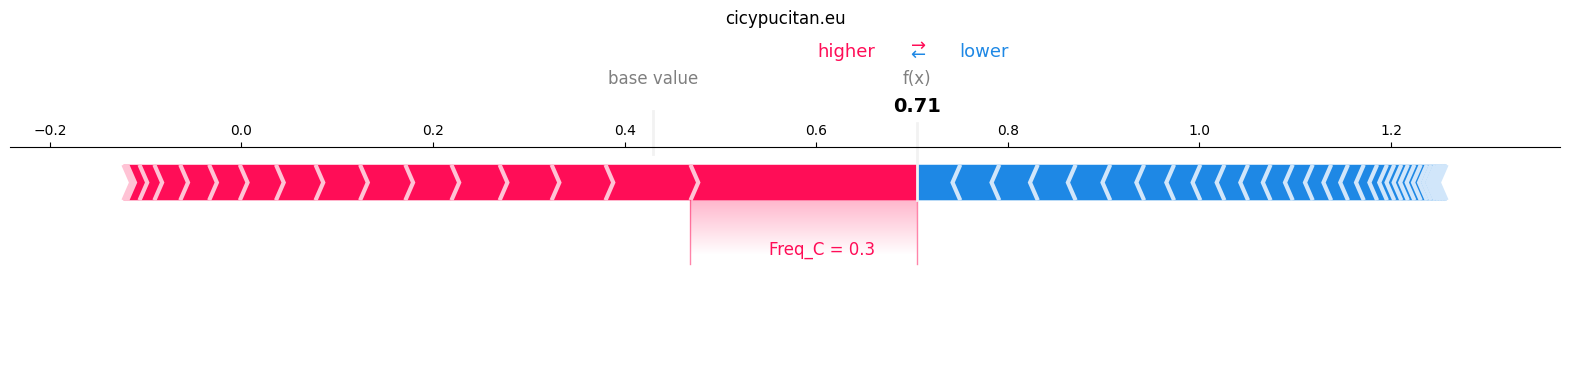 cicypucitan.eu
higher → ← lower
base value f(x)
0.71
−0.2 0.0 0.2 0.4 0.6 0.8 1.0 1.2
Freq_C = 0.3